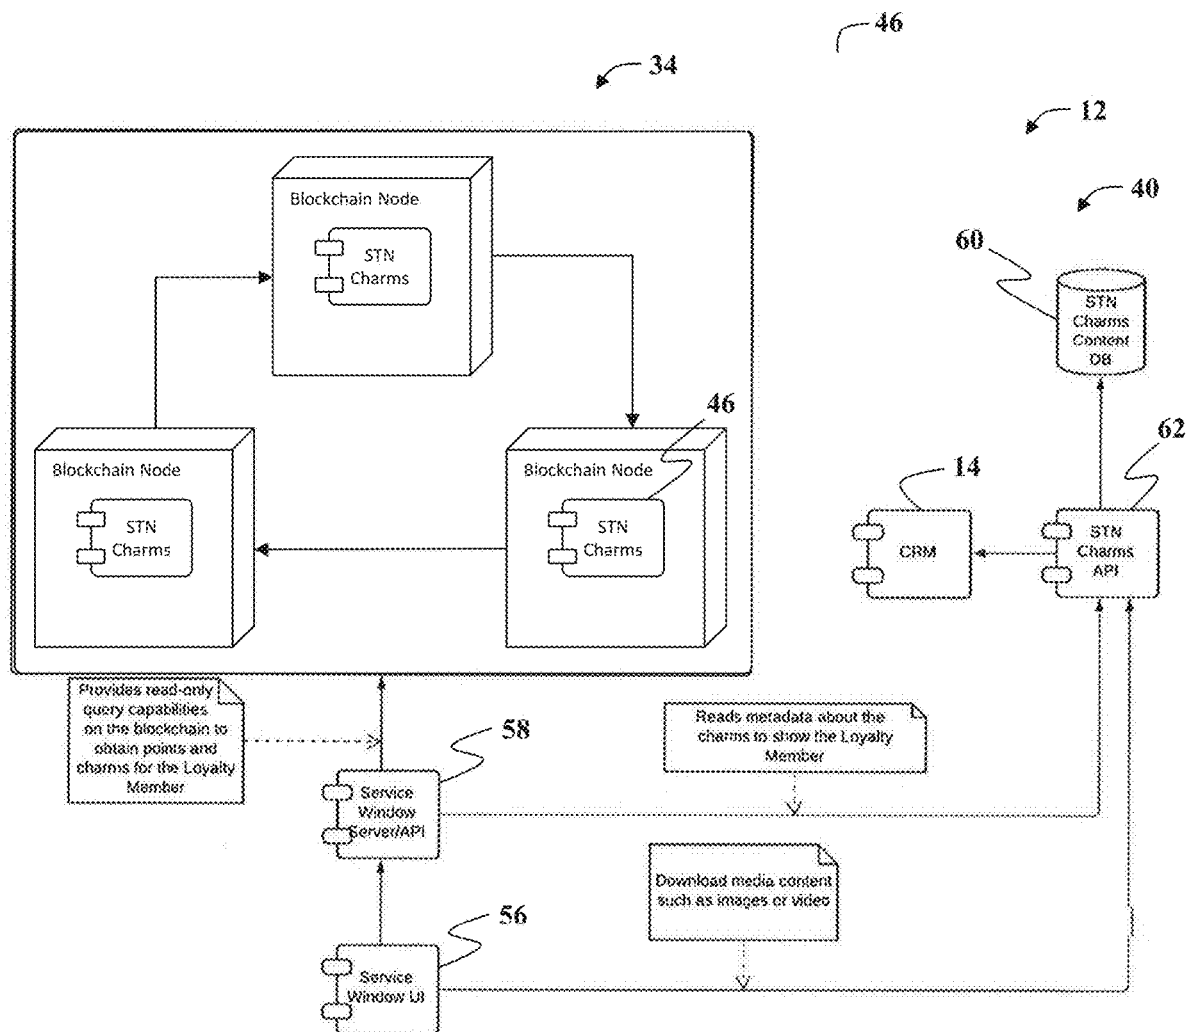 46
34
12
40
Blockchain Node
STN
Charms
60
STN
Charms
Content
DB
46
62
Blockchain Node
STN
Charms
Blockchain Node
STN
Charms
14
CRM
STN
Charms
API
Provides read-only
query capabilities
on the blockchain to
obtain points and
charms for the Loyalty
Member
58
Reads metadata about the
charms to show the Loyalty
Member
Service
Window
Server/API
Download media content
such as images or video
56
Service
Window UI